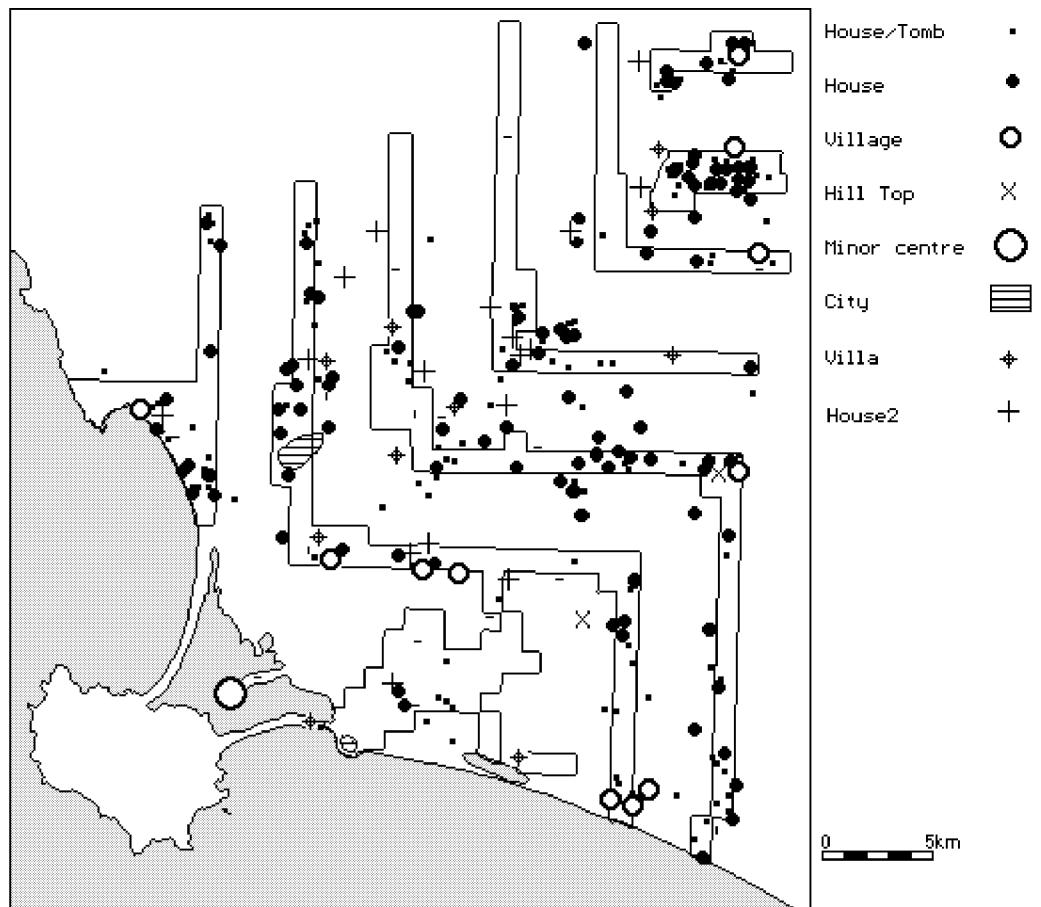 House/Tomb
House
Village
Hill Top
Minor centre
City
Villa
House2
0 5km